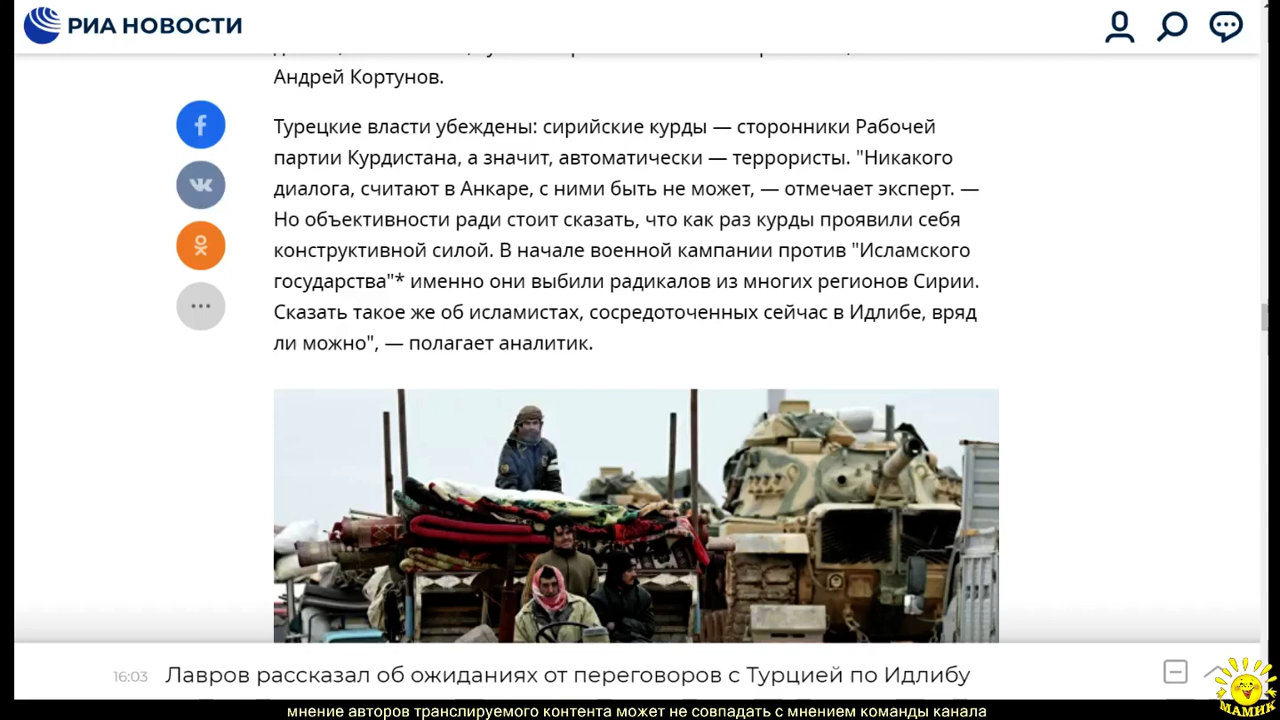 РИА НОВОСТИ
Андрей Кортунов.
Турецкие власти убеждены: сирийские курды — сторонники Рабочей
партии Курдистана, а значит, автоматически — террористы. "Никакого
диалога, считают в Анкаре, с ними быть не может, — отмечает эксперт. —
Но объективности ради стоит сказать, что как раз курды проявили себя
конструктивной силой. В начале военной кампании против "Исламского
государства"* именно они выбили радикалов из многих регионов Сирии.
Сказать такое же об исламистах, сосредоточенных сейчас в Идлибе, вряд
ли можно", — полагает аналитик.
16:03 Лавров рассказал об ожиданиях от переговоров с Турцией по Идлибу
МАМИК
мнение авторов транслируемого контента может не совпадать с мнением команды канала